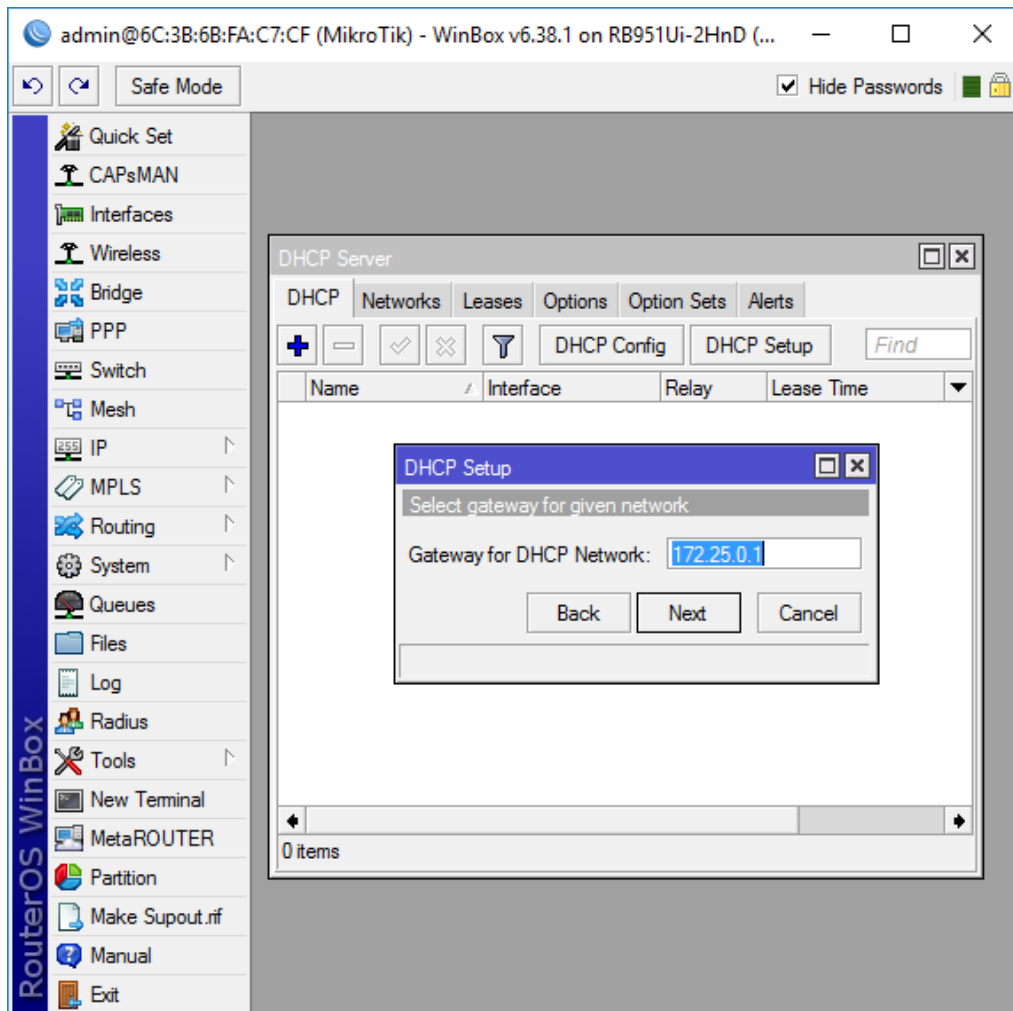 admin@6C:3B:6B:FA:C7:CF (MikroTik) - WinBox v6.38.1 on RB951Ui-2HnD (...
Safe Mode
Hide Passwords
Quick Set
CAPsMAN
Interfaces
Wireless
Bridge
PPP
Switch
Mesh
255 IP
MPLS
Routing
System
Queues
Files
Log
Radius
Tools
New Terminal
MetaROUTER
Partition
Make Supout.rif
Manual
Exit
RouterOS WinBox
DHCP Server
DHCP Networks Leases Options Option Sets Alerts
DHCP Config DHCP Setup Find
Name Interface Relay Lease Time
DHCP Setup
Select gateway for given network
Gateway for DHCP Network: 172.25.0.1
Back Next Cancel
0 items